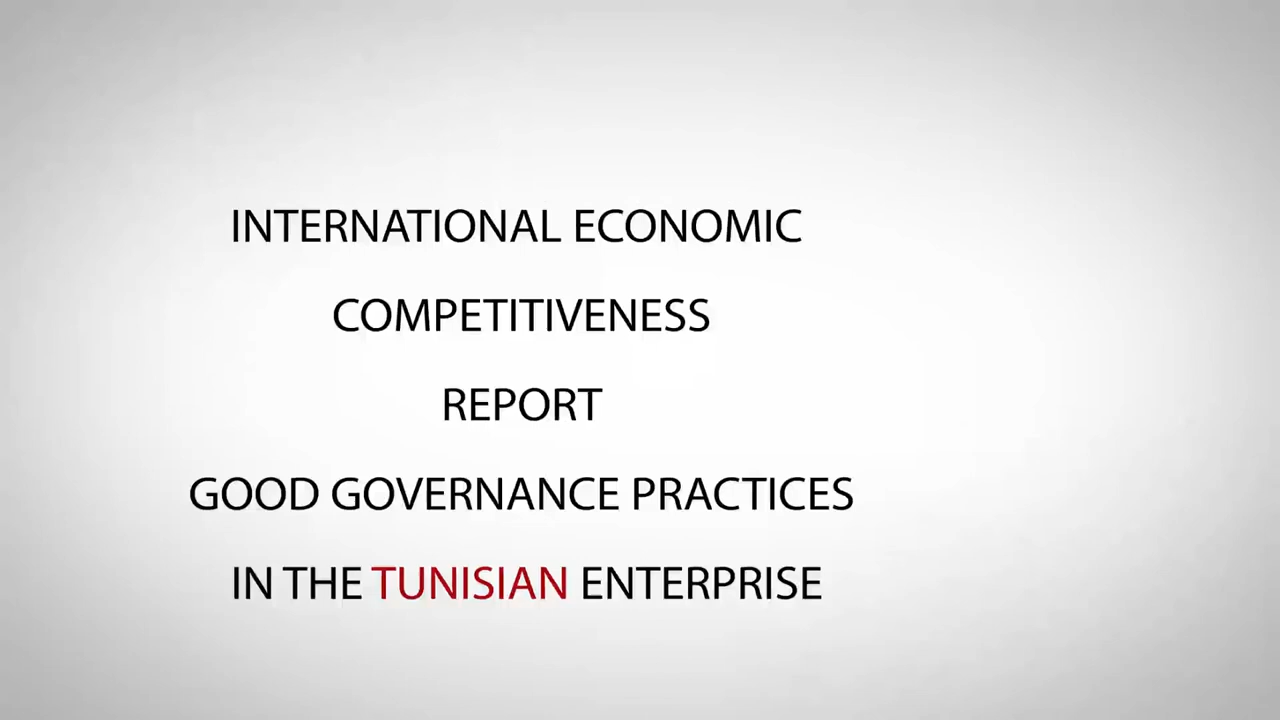 INTERNATIONAL ECONOMIC
COMPETITIVENESS
REPORT
GOOD GOVERNANCE PRACTICES
IN THE TUNISIAN ENTERPRISE